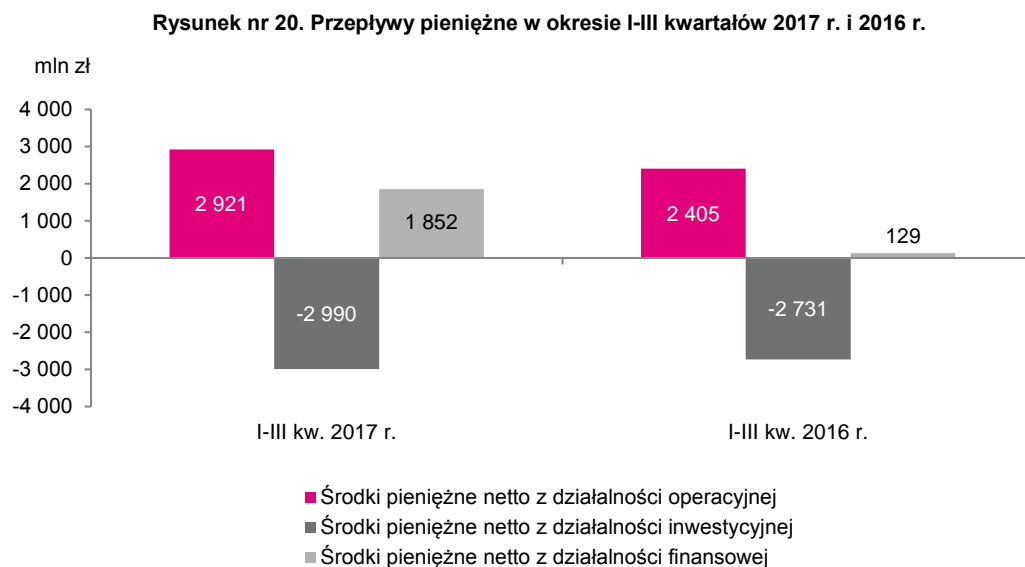 Rysunek nr 20. Przepływy pieniężne w okresie I-III kwartałów 2017 r. i 2016 r.
mln zł
4 000
3 000
2 000
1 000
0
-1 000
-2 000
-3 000
-4 000
2 921
-2 990
1 852
2 405
-2 731
129
I-III kw. 2017 r.
I-III kw. 2016 r.
Środki pieniężne netto z działalności operacyjnej
Środki pieniężne netto z działalności inwestycyjnej
Środki pieniężne netto z działalności finansowej